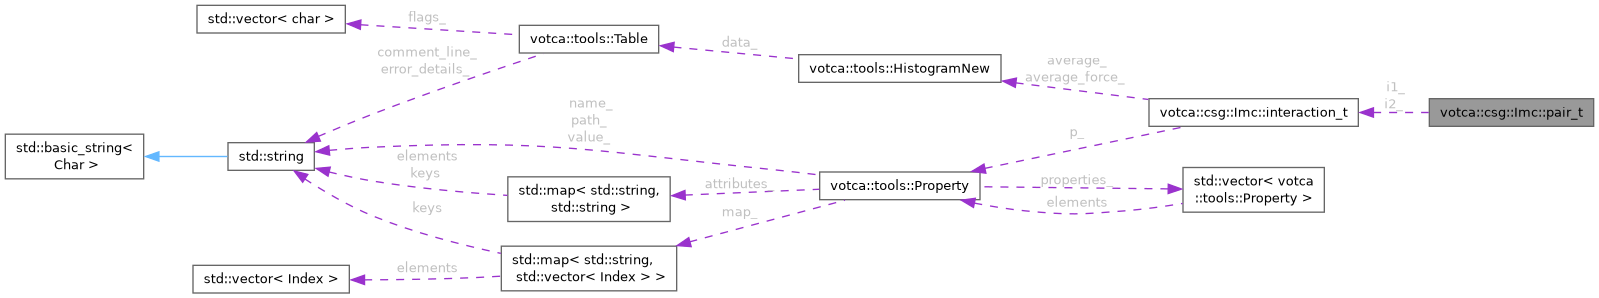 std::vector< char >
flags_
votca::tools::Table
comment_line_
error_details_
data_
votca::tools::HistogramNew
average_
average_force_
i1_
i2_
votca::csg::Imc::interaction_t
votca::csg::Imc::pair_t
name_
path_
value_
p_
std::basic_string<
Char >
std::string
elements
keys
std::map< std::string,
std::string >
attributes_
votca::tools::Property
properties_
elements
std::vector< votca
::tools::Property >
keys
map_
std::map< std::string,
std::vector< Index > >
elements
std::vector< Index >